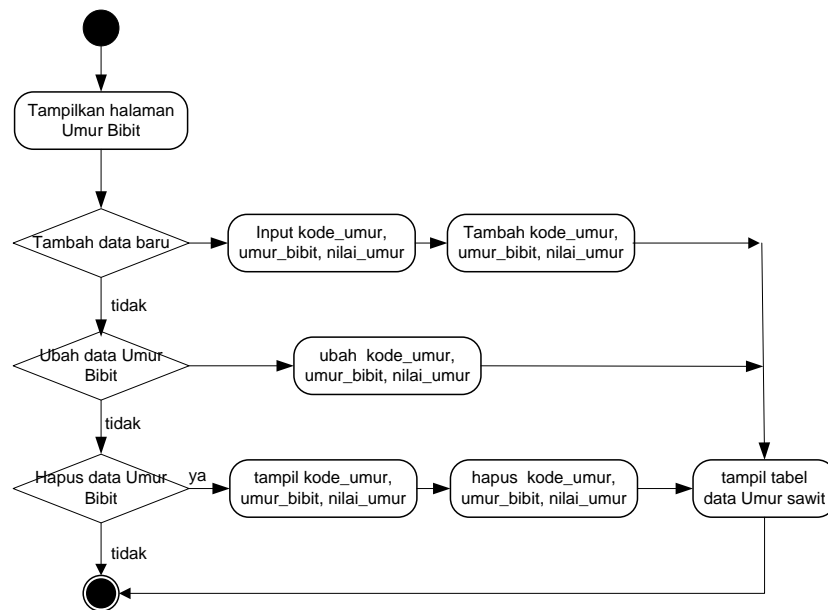 Tampilkan halaman
Umur Bibit
Tambah data baru
Input kode_umur,
umur_bibit, nilai_umur
Tambah kode_umur,
umur_bibit, nilai_umur
tidak
Ubah data Umur
Bibit
ubah  kode_umur,
umur_bibit, nilai_umur
tidak
Hapus data Umur
Bibit
ya
tampil kode_umur,
umur_bibit, nilai_umur
hapus  kode_umur,
umur_bibit, nilai_umur
tampil tabel
data Umur sawit
tidak